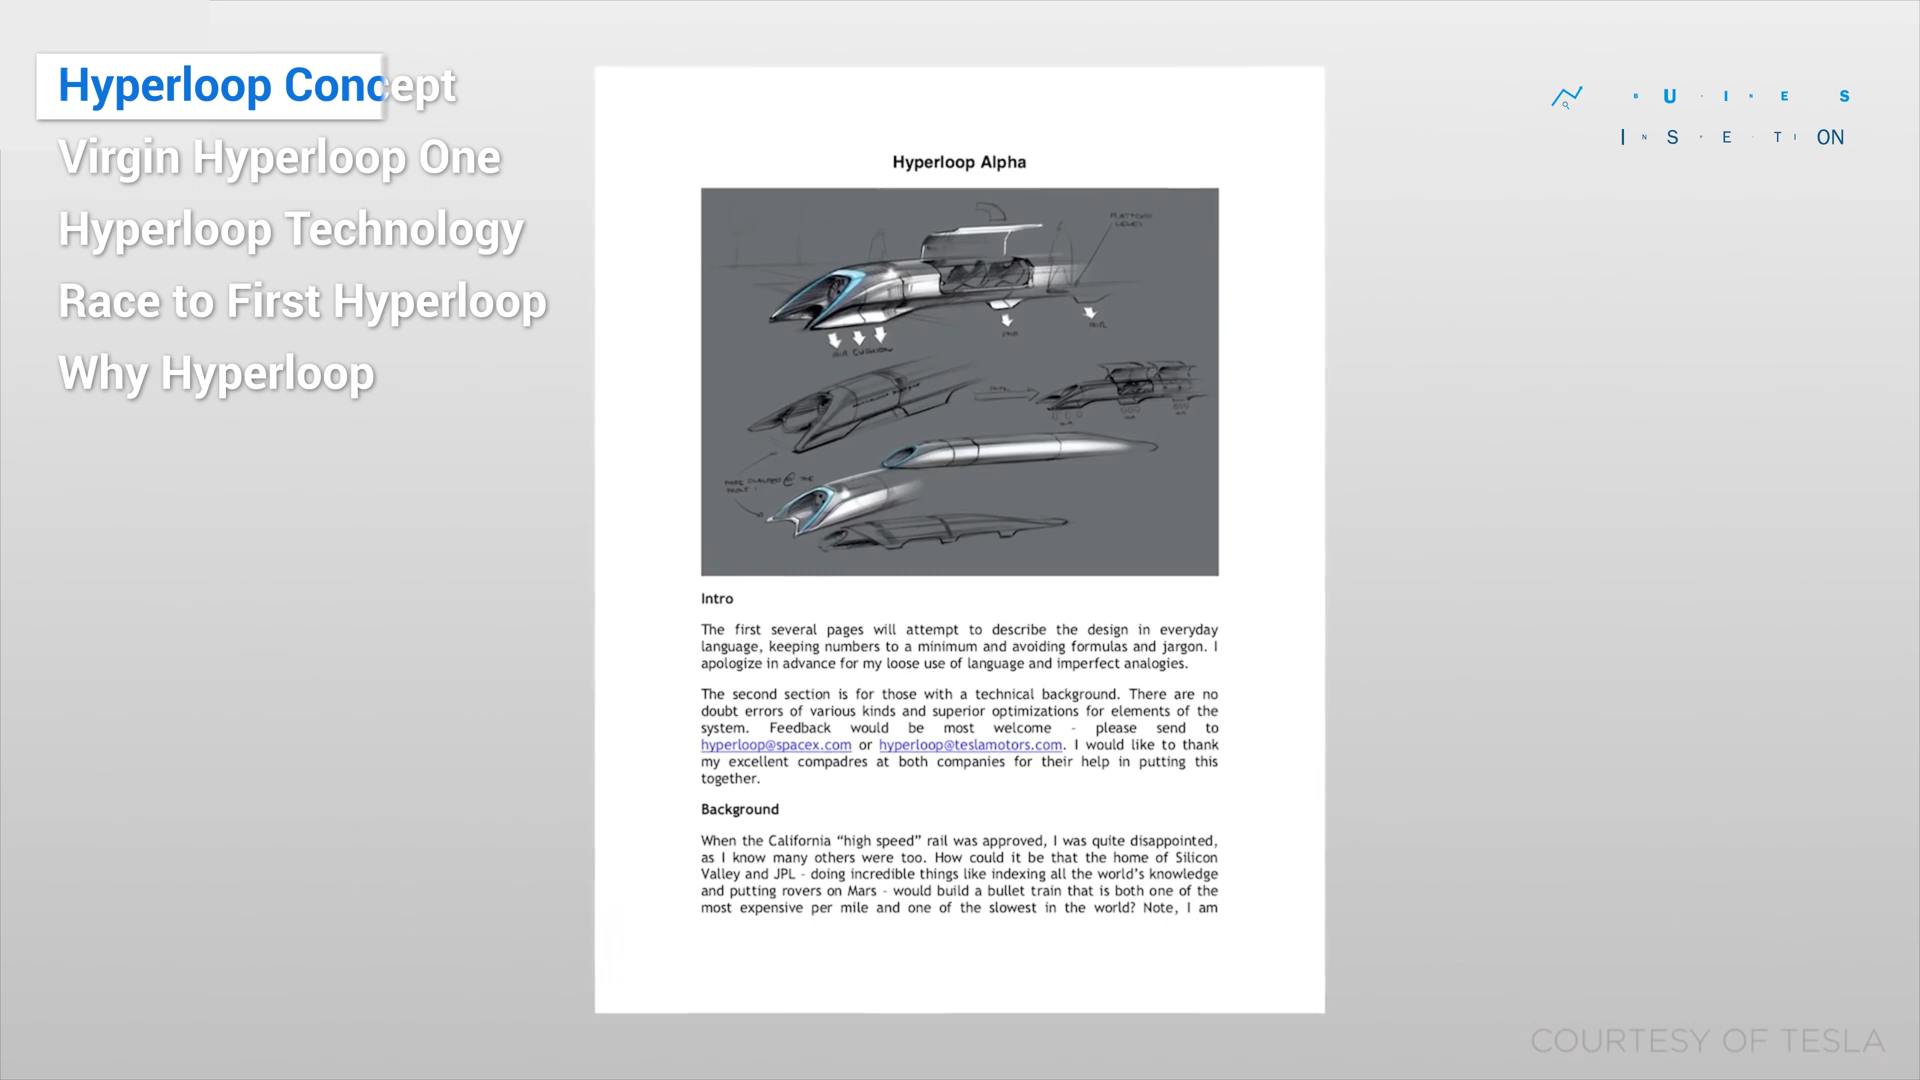 Hyperloop Concept
Virgin Hyperloop One
Hyperloop Technology
Race to First Hyperloop
Why Hyperloop
B U I N E S
I N S E T I ON
Hyperloop Alpha
PLATFORM
LEVEL
AIR CUSHION
AIR
AIR
Intro
The first several pages will attempt to describe the design in everyday
language, keeping numbers to a minimum and avoiding formulas and jargon. I
apologize in advance for my loose use of language and imperfect analogies.
The second section is for those with a technical background. There are no
doubt errors of various kinds and superior optimizations for elements of the
system. Feedback would be most welcome - please send to
hyperloop@spacex.com or hyperloop@teslamotors.com. I would like to thank
my excellent compadres at both companies for their help in putting this
together.
Background
When the California “high speed” rail was approved, I was quite disappointed,
as I know many others were too. How could it be that the home of Silicon
Valley and JPL - doing incredible things like indexing all the world’s knowledge
and putting rovers on Mars - would build a bullet train that is both one of the
most expensive per mile and one of the slowest in the world? Note, I am
COURTESY OF TESLA